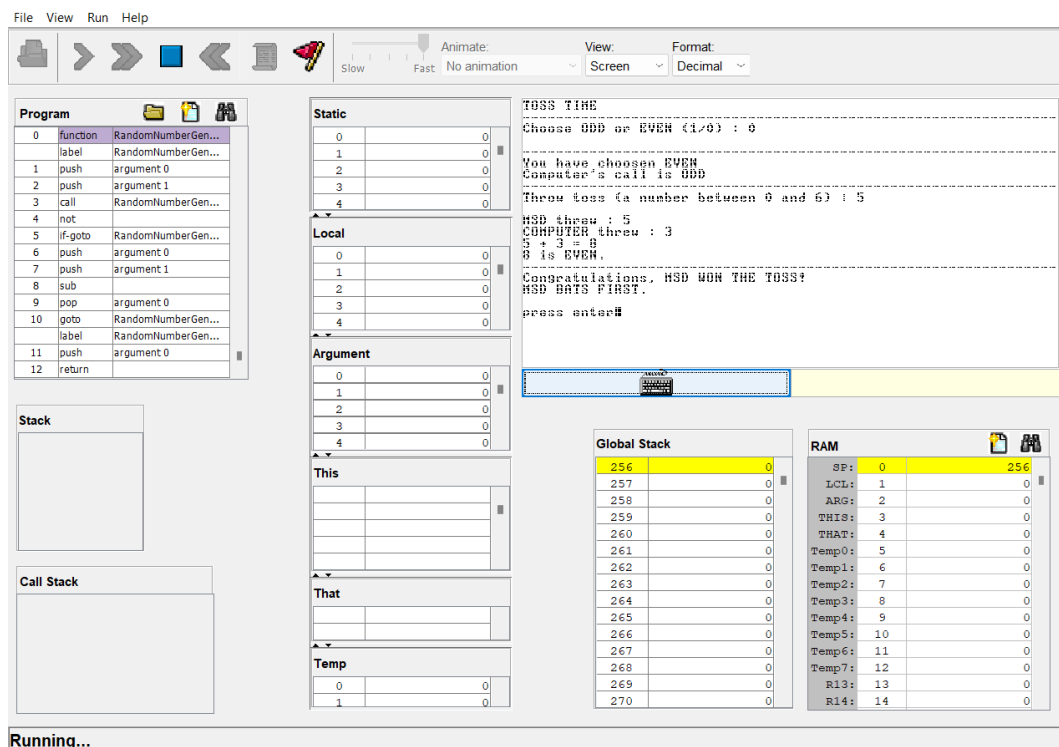 File View Run Help
Slow Fast
Animate:
No animation
View:
Screen
Format:
Decimal
Program
0 function RandomNumberGen...
label RandomNumberGen...
1 push argument 0
2 push argument 1
3 call RandomNumberGen...
4 not
5 if-goto RandomNumberGen...
6 push argument 0
7 push argument 1
8 sub
9 pop argument 0
10 goto RandomNumberGen...
label RandomNumberGen...
11 push argument 0
12 return
Stack
Call Stack
Static
0 0
1 0
2 0
3 0
4 0
Local
0 0
1 0
2 0
3 0
4 0
Argument
0 0
1 0
2 0
3 0
4 0
This
That
Temp
0 0
1 0
TOSS TIME
Choose ODD or EVEN (1/0) : 0
You have choosen EVEN
Computer's call is ODD
Throw toss (a number between 0 and 6) : 5
MSD threw : 5
COMPUTER threw : 3
5 + 3 = 8
8 is EVEN.
Congratulations, MSD WON THE TOSS!
MSD BATS FIRST.
press enter
Global Stack
256 0
257 0
258 0
259 0
260 0
261 0
262 0
263 0
264 0
265 0
266 0
267 0
268 0
269 0
270 0
RAM
SP: 0 256
LCL: 1 0
ARG: 2 0
THIS: 3 0
THAT: 4 0
Temp0: 5 0
Temp1: 6 0
Temp2: 7 0
Temp3: 8 0
Temp4: 9 0
Temp5: 10 0
Temp6: 11 0
Temp7: 12 0
R13: 13 0
R14: 14 0
Running...